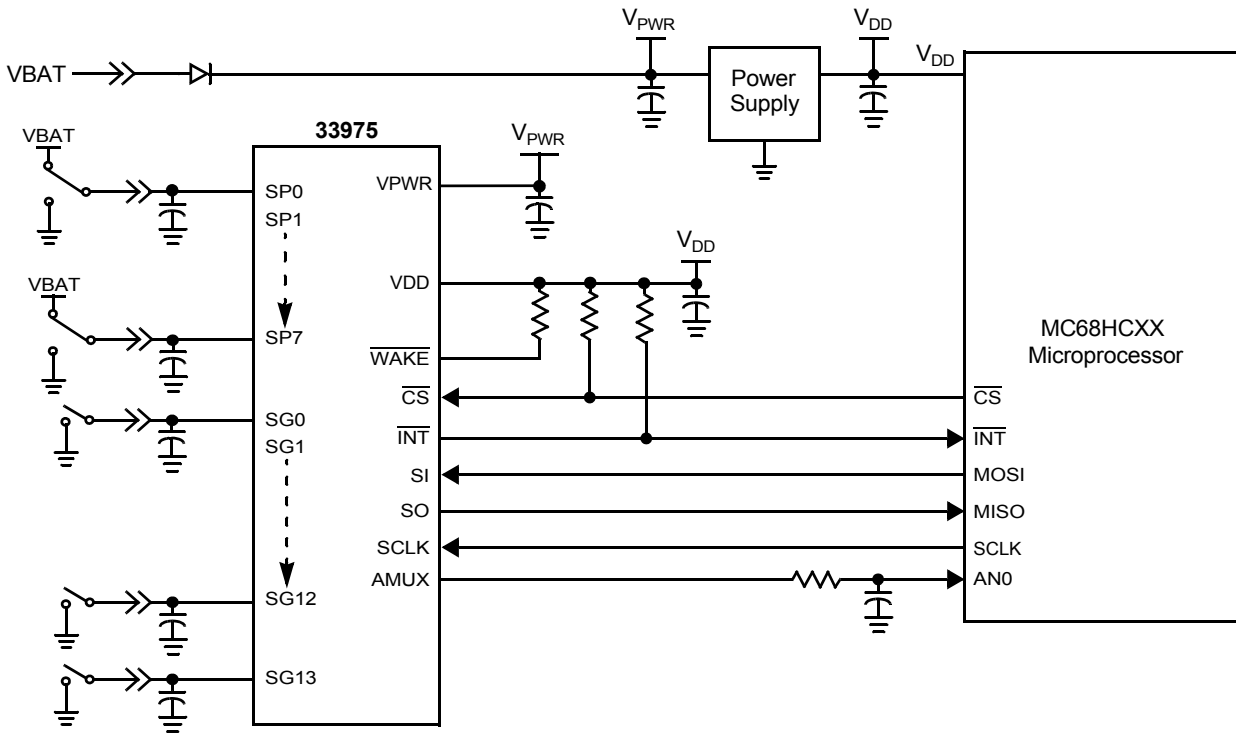 V_PWR
V_DD
V_DD
VBAT
Power
Supply
33975
VBAT
V_PWR
SP0
VPWR
SP1
V_DD
VBAT
VDD
SP7
WAKE
MC68HCXX
Microprocessor
CS
CS
SG0
INT
INT
SG1
SI
MOSI
SO
MISO
SCLK
SCLK
AMUX
AN0
SG12
SG13